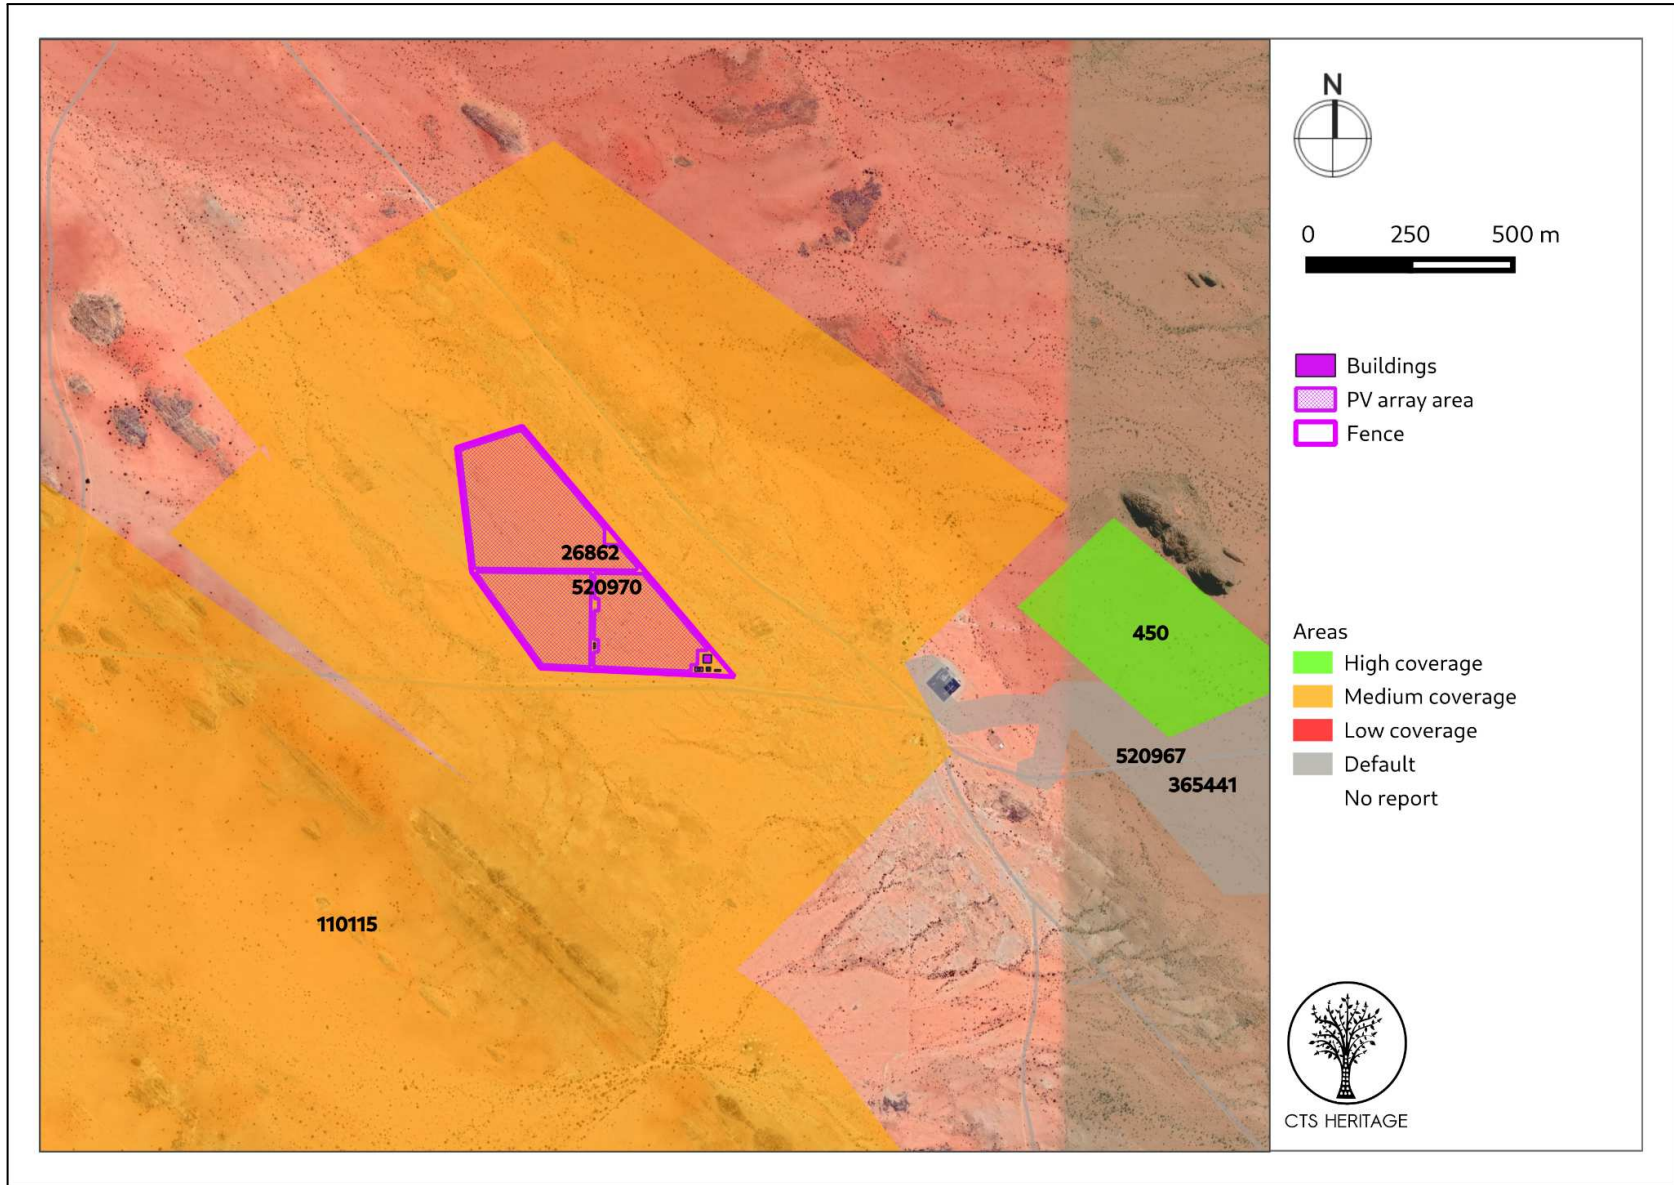 N
0 250 500 m
Buildings
PV array area
Fence
26862
520970
450
520967
365441
110115
Areas
High coverage
Medium coverage
Low coverage
Default
No report
CTS HERITAGE